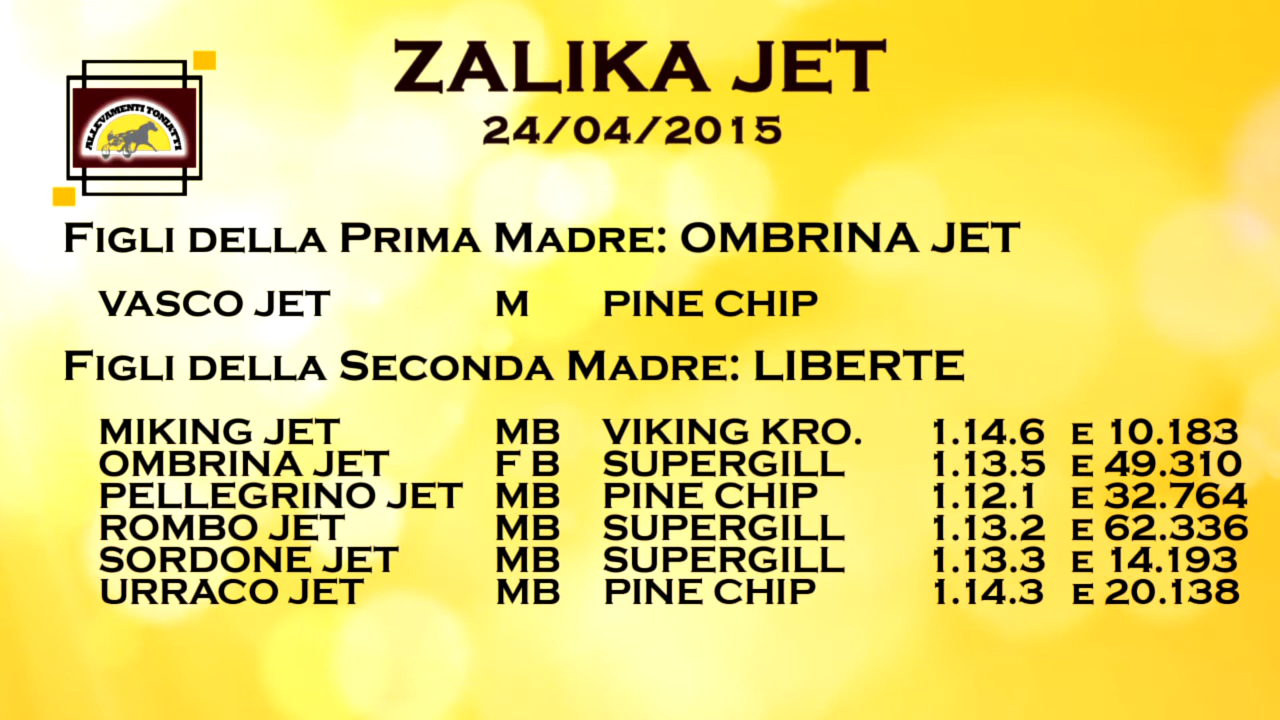 ZALIKA JET
24/04/2015
ALLEVAMENTI TONIATTI
FIGLI DELLA PRIMA MADRE: OMBRINA JET
VASCO JET M PINE CHIP
FIGLI DELLA SECONDA MADRE: LIBERTE
MIKING JET MB VIKING KRO. 1.14.6 E 10.183
OMBRINA JET F B SUPERGILL 1.13.5 E 49.310
PELLEGRINO JET MB PINE CHIP 1.12.1 E 32.764
ROMBO JET MB SUPERGILL 1.13.2 E 62.336
SORDONE JET MB SUPERGILL 1.13.3 E 14.193
URRACO JET MB PINE CHIP 1.14.3 E 20.138